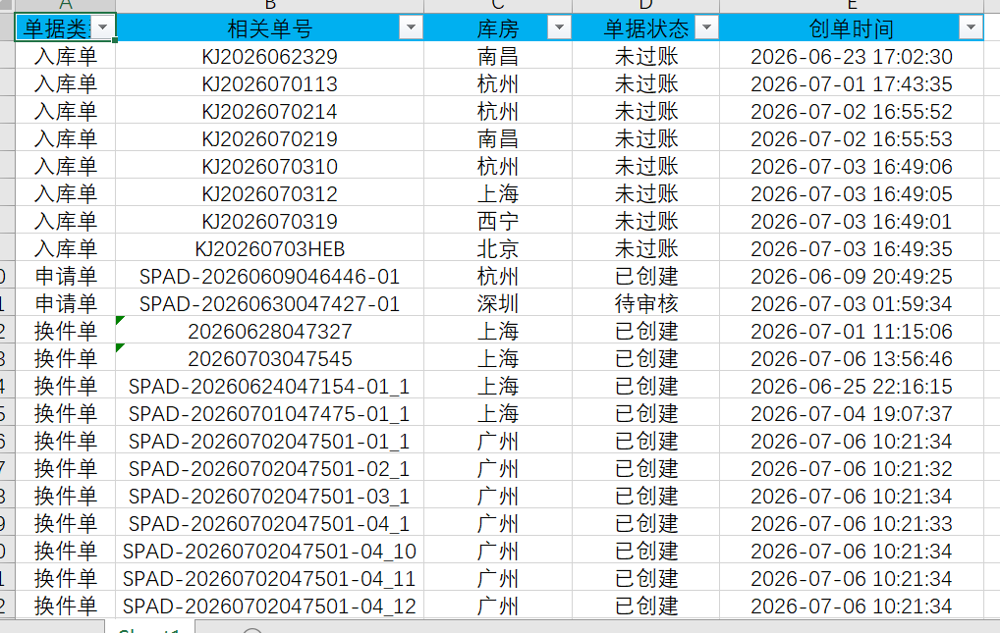 A B C D E
单据类 相关单号 库房 单据状态 创单时间
入库单 KJ2026062329 南昌 未过账 2026-06-23 17:02:30
入库单 KJ2026070113 杭州 未过账 2026-07-01 17:43:35
入库单 KJ2026070214 杭州 未过账 2026-07-02 16:55:52
入库单 KJ2026070219 南昌 未过账 2026-07-02 16:55:53
入库单 KJ2026070310 杭州 未过账 2026-07-03 16:49:06
入库单 KJ2026070312 上海 未过账 2026-07-03 16:49:05
入库单 KJ2026070319 西宁 未过账 2026-07-03 16:49:01
入库单 KJ20260703HEB 北京 未过账 2026-07-03 16:49:35
申请单 SPAD-20260609046446-01 杭州 已创建 2026-06-09 20:49:25
申请单 SPAD-20260630047427-01 深圳 待审核 2026-07-03 01:59:34
换件单 20260628047327 上海 已创建 2026-07-01 11:15:06
换件单 20260703047545 上海 已创建 2026-07-06 13:56:46
换件单 SPAD-20260624047154-01_1 上海 已创建 2026-06-25 22:16:15
换件单 SPAD-20260701047475-01_1 上海 已创建 2026-07-04 19:07:37
换件单 SPAD-20260702047501-01_1 广州 已创建 2026-07-06 10:21:34
换件单 SPAD-20260702047501-02_1 广州 已创建 2026-07-06 10:21:32
换件单 SPAD-20260702047501-03_1 广州 已创建 2026-07-06 10:21:34
换件单 SPAD-20260702047501-04_1 广州 已创建 2026-07-06 10:21:33
换件单 SPAD-20260702047501-04_10 广州 已创建 2026-07-06 10:21:34
换件单 SPAD-20260702047501-04_11 广州 已创建 2026-07-06 10:21:34
换件单 SPAD-20260702047501-04_12 广州 已创建 2026-07-06 10:21:34